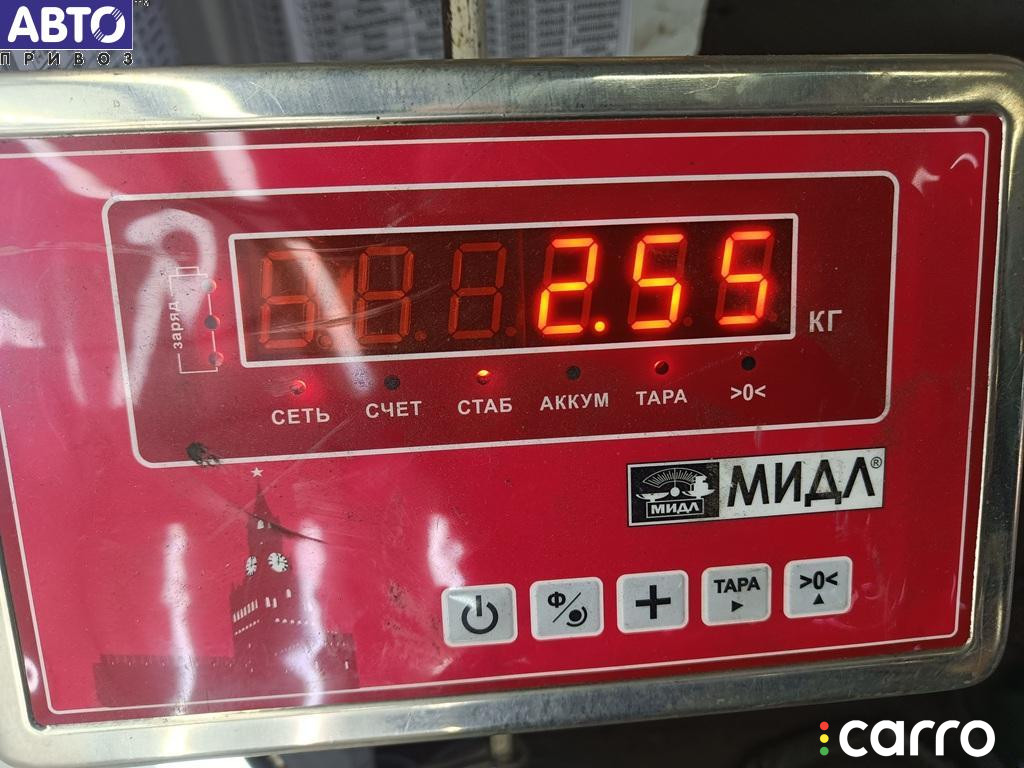 АВТО
ПРИВОЗ
2.55
КГ
заряд
СЕТЬ СЧЕТ СТАБ АККУМ ТАРА >0<
МИДЛ МИДЛ®
Ф ТАРА >0<
carro